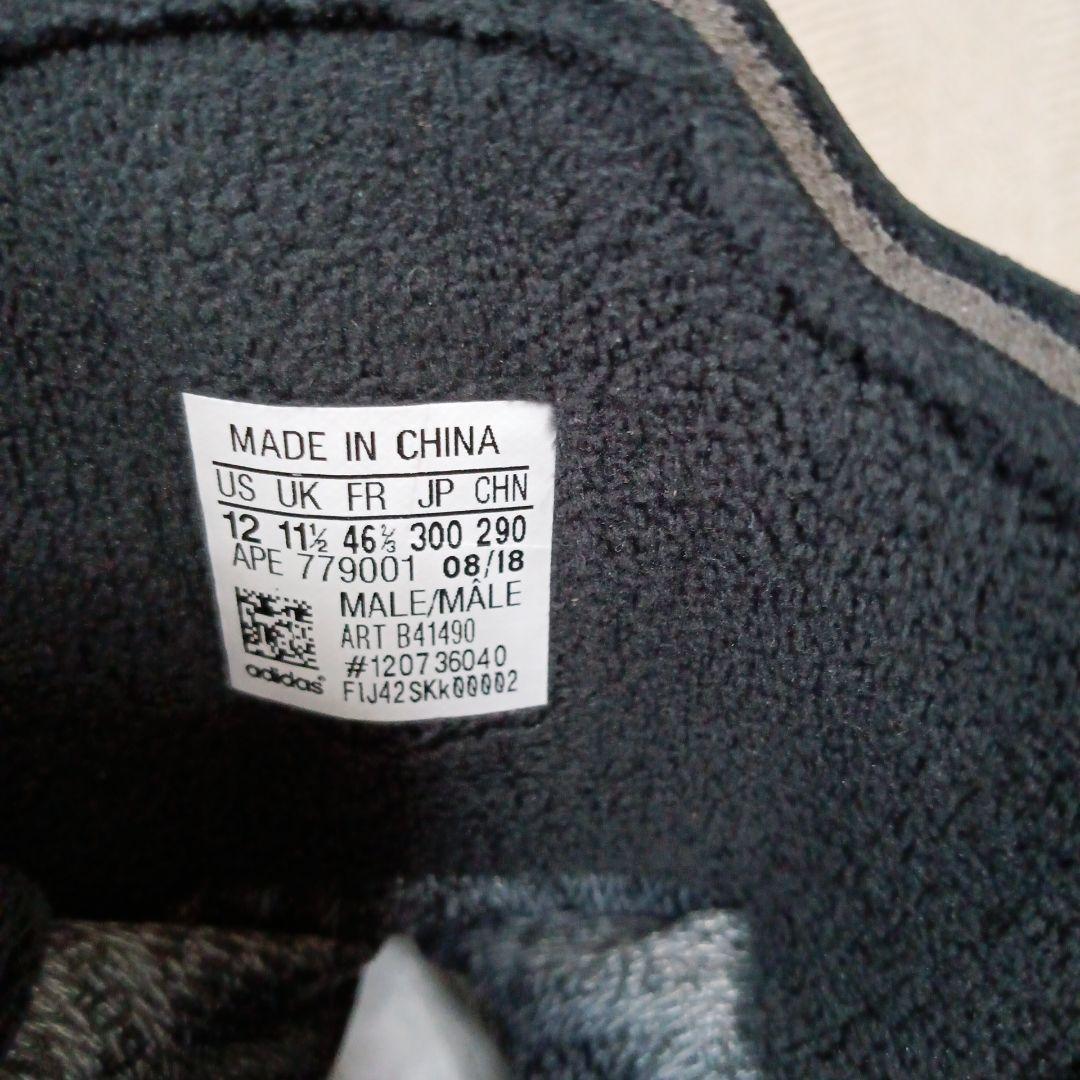 MADE IN CHINA
US UK FR JP CHN
12 11½ 46⅔ 300 290
APE 779001 08/18
MALE/MÂLE
ART B41490
#120736040
adidas
F1J42SKk00002